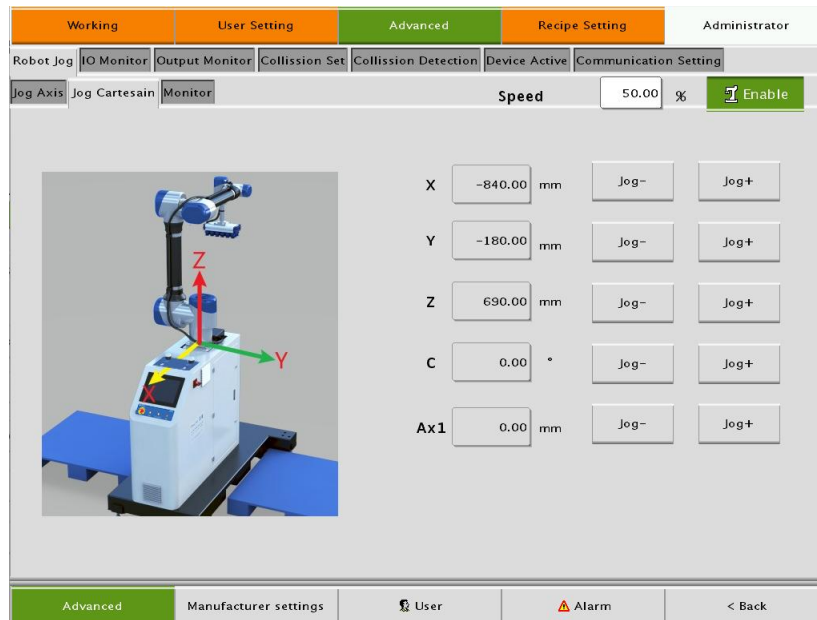 Working User Setting Advanced Recipe Setting Administrator
Robot Jog IO Monitor Output Monitor Collission Set Collission Detection Device Active Communication Setting
Jog Axis Jog Cartesain Monitor Speed 50.00 % Enable
X -840.00 mm Jog- Jog+
Y -180.00 mm Jog- Jog+
Z
Z 690.00 mm Jog- Jog+
Y
C 0.00 ° Jog- Jog+
X
Ax1 0.00 mm Jog- Jog+
Advanced Manufacturer settings User Alarm < Back